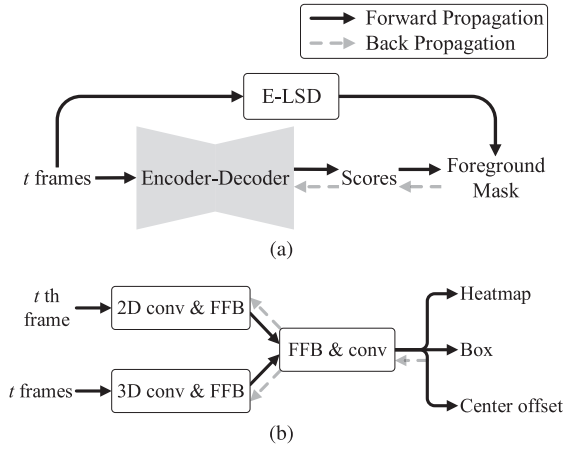 Forward Propagation
Back Propagation
E-LSD
t frames
Encoder-Decoder
Scores
Foreground
Mask
(a)
t th
frame
2D conv & FFB
t frames
3D conv & FFB
FFB & conv
Heatmap
Box
Center offset
(b)